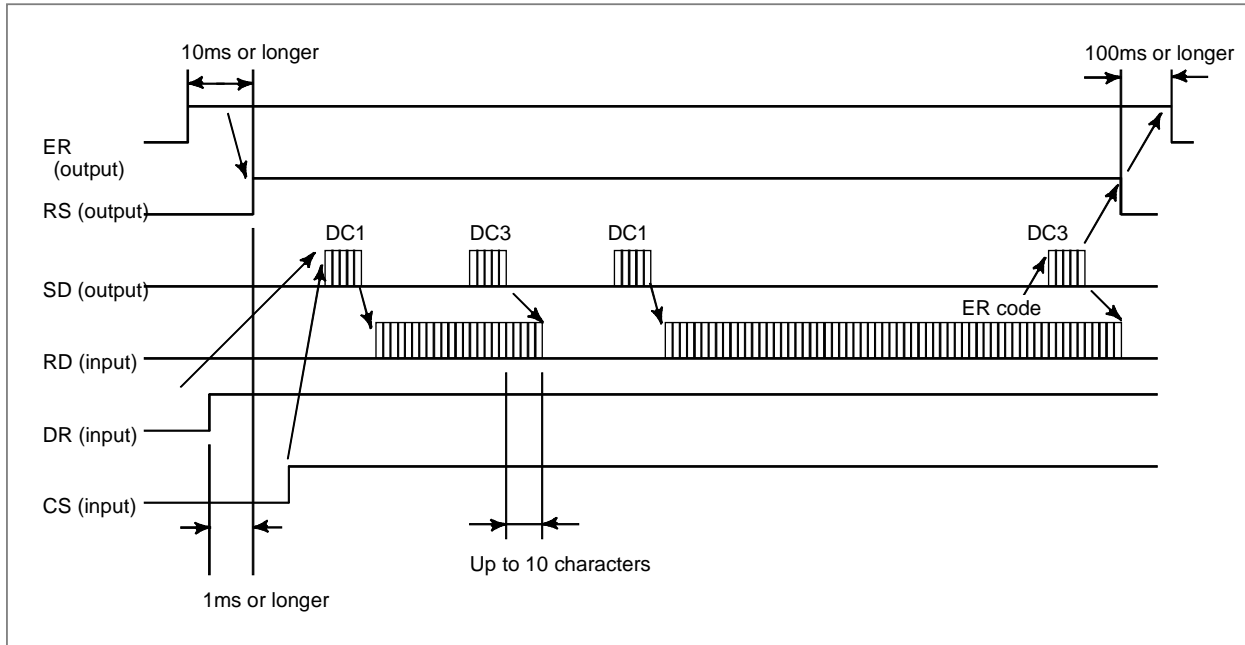 10ms or longer
100ms or longer
ER
(output)
RS (output)
DC1
DC3
DC1
DC3
SD (output)
ER code
RD (input)
DR (input)
CS (input)
Up to 10 characters
1ms or longer